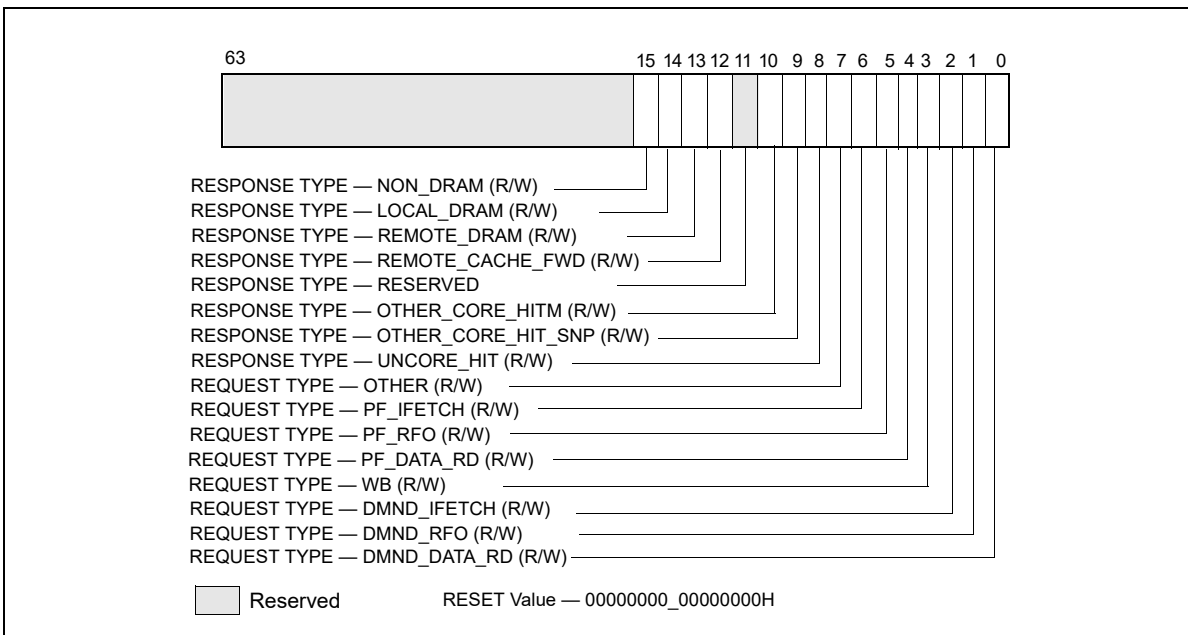 63 15 14 13 12 11 10 9 8 7 6 5 4 3 2 1 0
RESPONSE TYPE — NON_DRAM (R/W)
RESPONSE TYPE — LOCAL_DRAM (R/W)
RESPONSE TYPE — REMOTE_DRAM (R/W)
RESPONSE TYPE — REMOTE_CACHE_FWD (R/W)
RESPONSE TYPE — RESERVED
RESPONSE TYPE — OTHER_CORE_HITM (R/W)
RESPONSE TYPE — OTHER_CORE_HIT_SNP (R/W)
RESPONSE TYPE — UNCORE_HIT (R/W)
REQUEST TYPE — OTHER (R/W)
REQUEST TYPE — PF_IFETCH (R/W)
REQUEST TYPE — PF_RFO (R/W)
REQUEST TYPE — PF_DATA_RD (R/W)
REQUEST TYPE — WB (R/W)
REQUEST TYPE — DMND_IFETCH (R/W)
REQUEST TYPE — DMND_RFO (R/W)
REQUEST TYPE — DMND_DATA_RD (R/W)
Reserved RESET Value — 00000000_00000000H